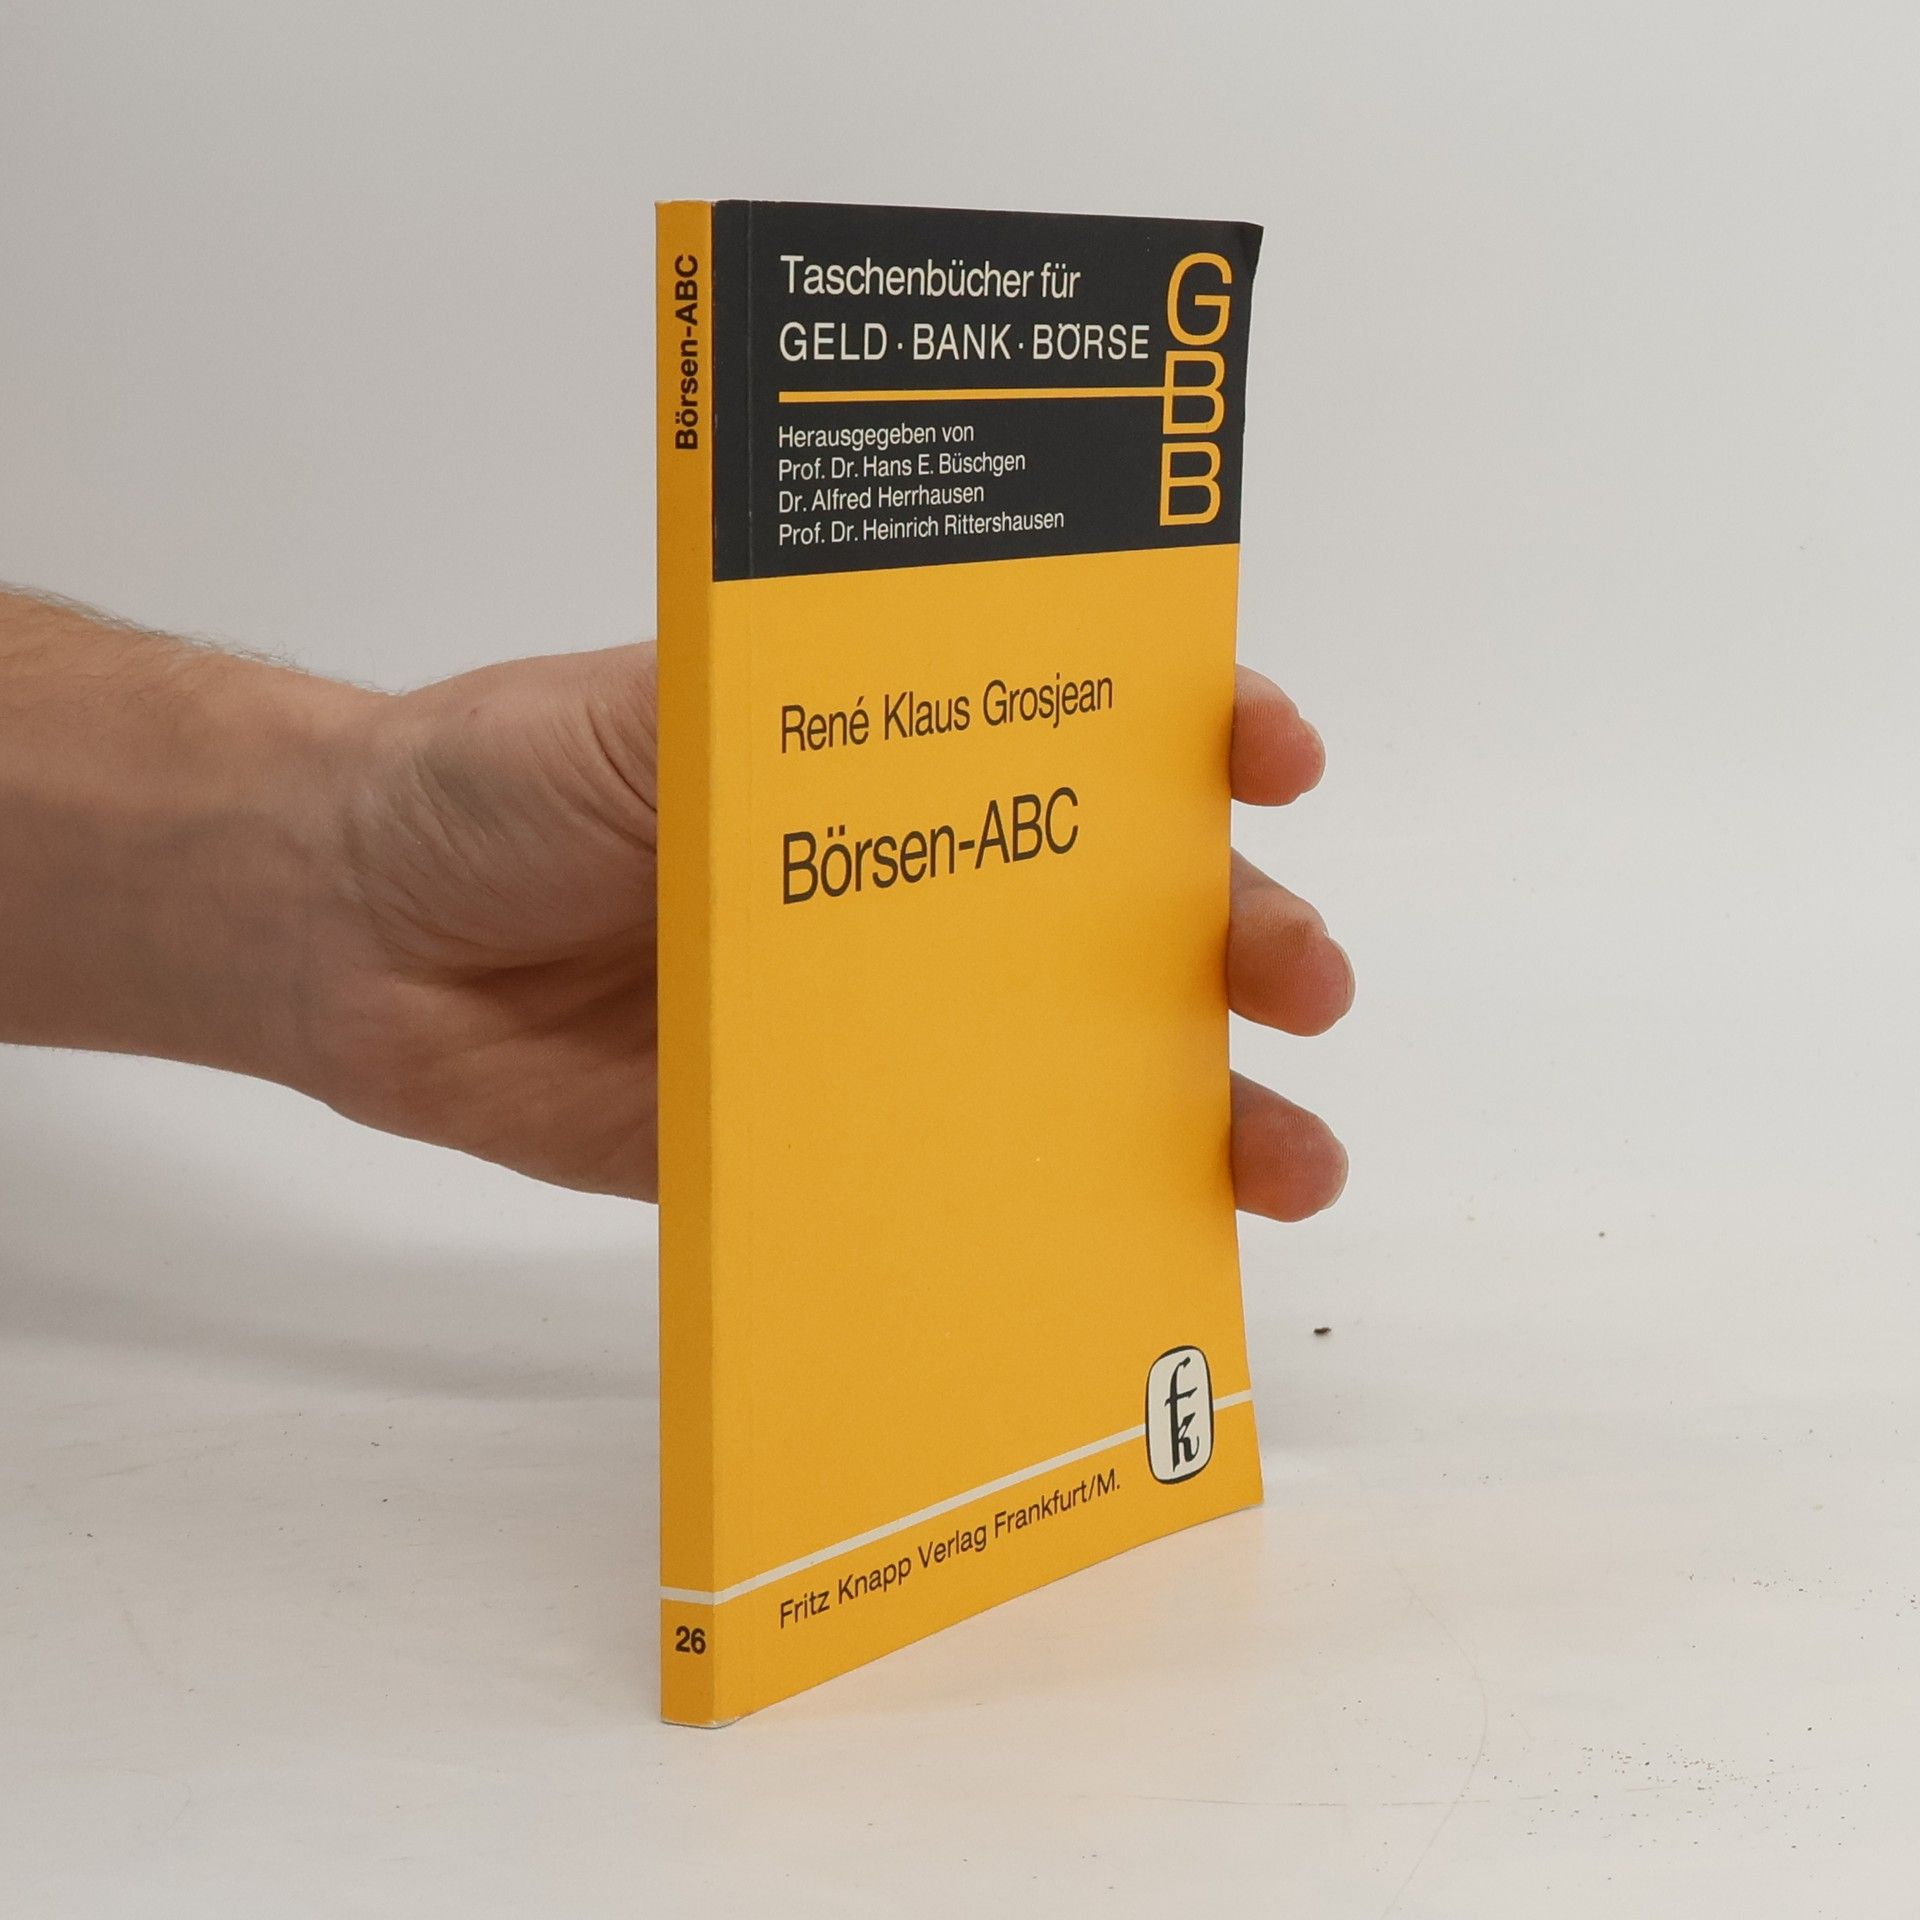 Börsen-ABC
26
Taschenbücher für
GELD · BANK · BÖRSE
GBB
Herausgegeben von
Prof. Dr. Hans E. Büschgen
Dr. Alfred Herrhausen
Prof. Dr. Heinrich Rittershausen
René Klaus Grosjean
Börsen-ABC
fk
Fritz Knapp Verlag Frankfurt/M.